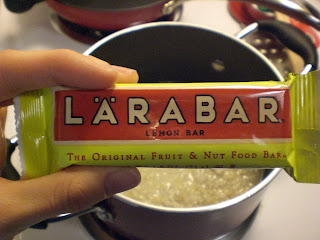 LÄRABAR
LEMON BAR
THE ORIGINAL FRUIT & NUT FOOD BAR